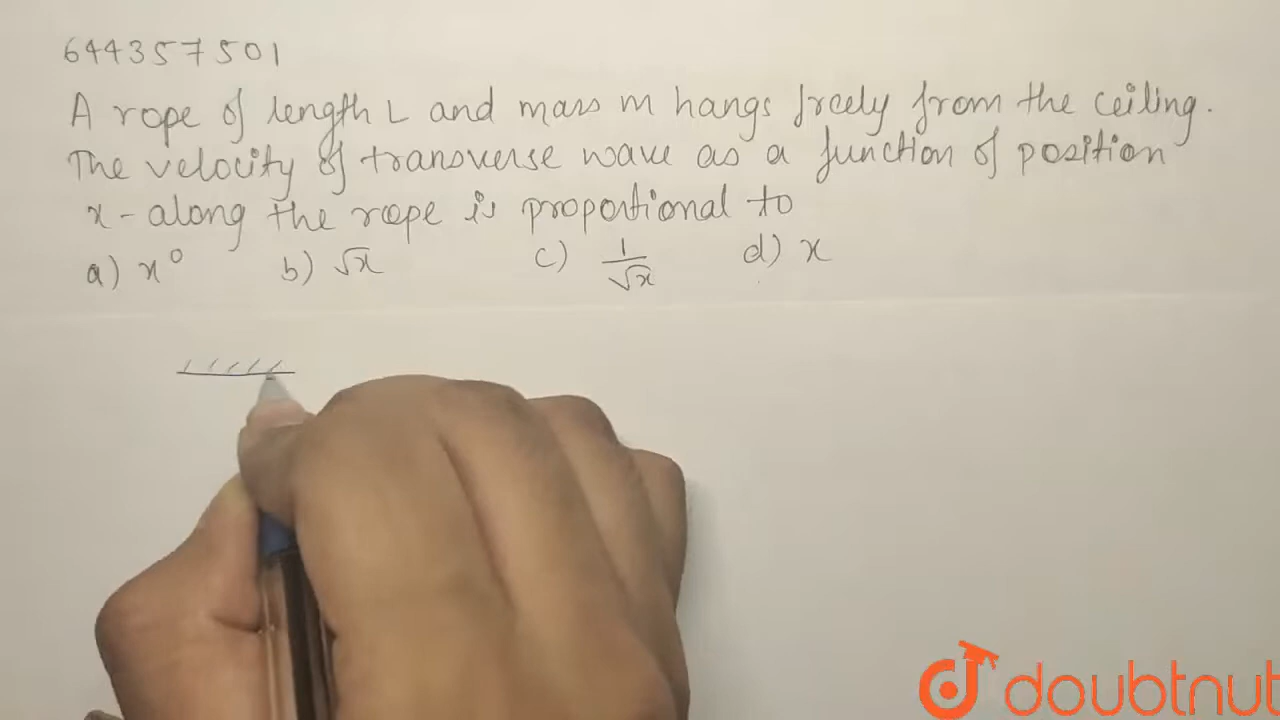 644357501
A rope of length L and mass m hangs freely from the ceiling.
The velocity of transverse wave as a function of position
x - along the rope is proportional to
a) x⁰ b) √x c) 1/√x d) x
doubtnut